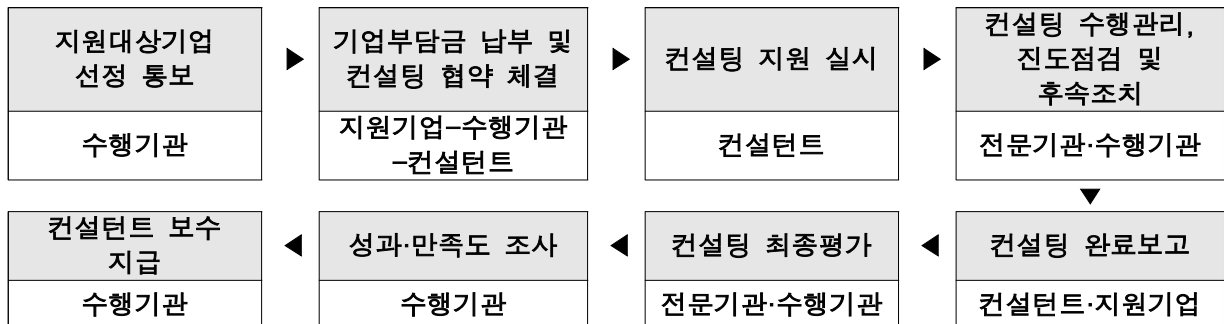 지원대상기업
선정 통보
수행기관
▶
기업부담금 납부 및
컨설팅 협약 체결
지원기업-수행기관
-컨설턴트
▶
컨설팅 지원 실시
컨설턴트
▶
컨설팅 수행관리,
진도점검 및
후속조치
전문기관·수행기관
▼
컨설팅 완료보고
컨설턴트·지원기업
◀
컨설팅 최종평가
전문기관·수행기관
◀
성과·만족도 조사
수행기관
◀
컨설턴트 보수
지급
수행기관